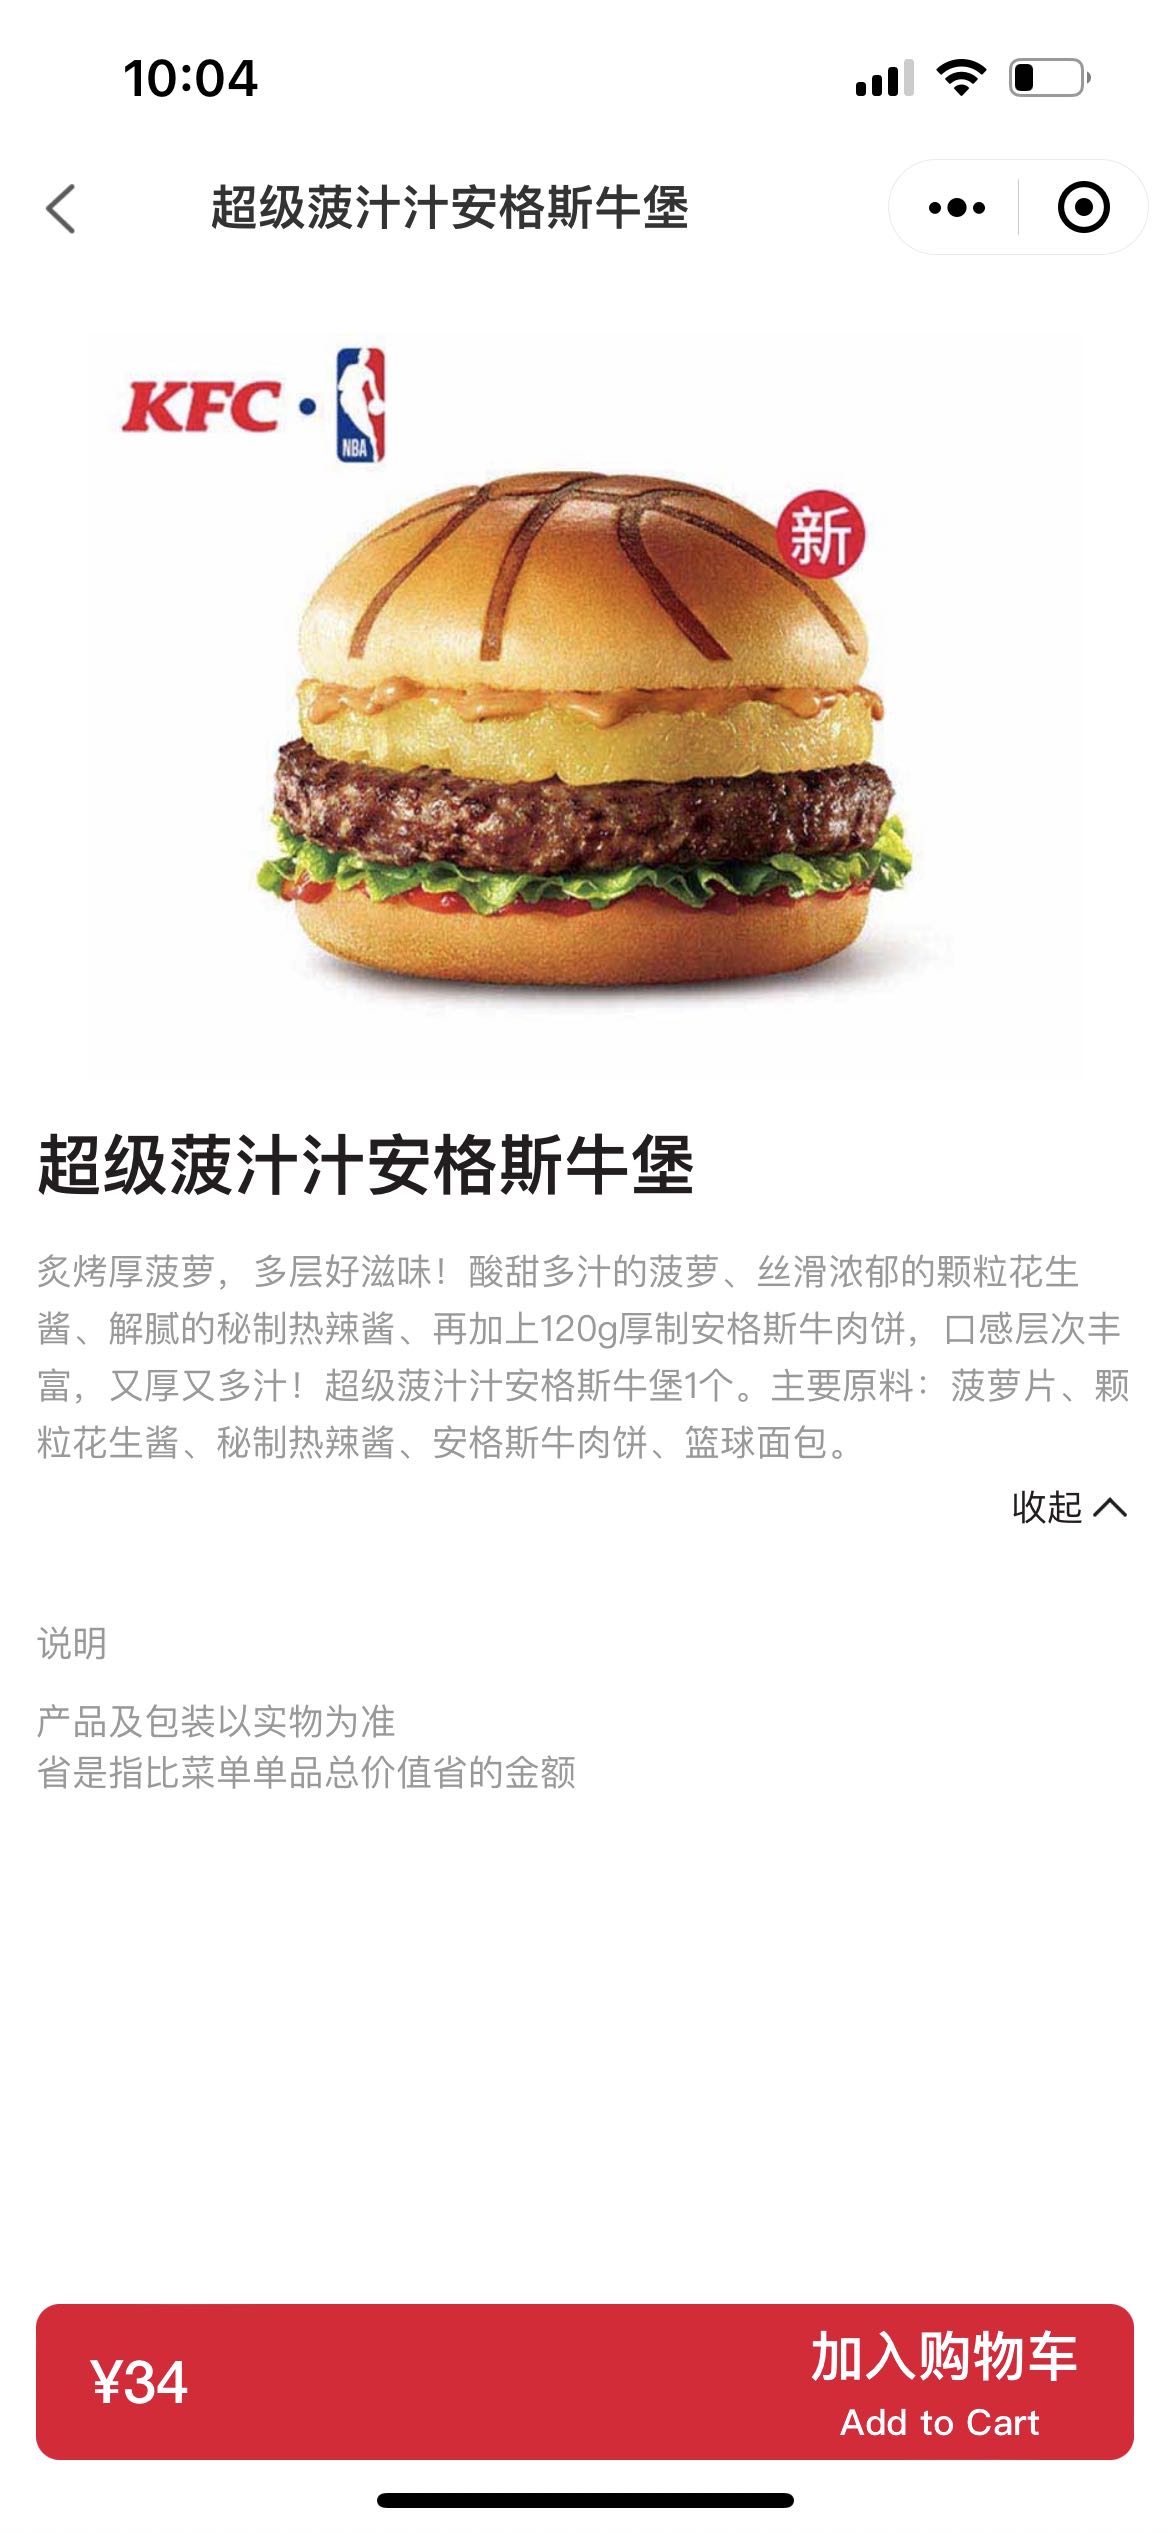 10:04
超级菠汁汁安格斯牛堡
KFC
NBA
新
超级菠汁汁安格斯牛堡
炙烤厚菠萝，多层好滋味！酸甜多汁的菠萝、丝滑浓郁的颗粒花生
酱、解腻的秘制热辣酱、再加上120g厚制安格斯牛肉饼，口感层次丰
富，又厚又多汁！超级菠汁汁安格斯牛堡1个。主要原料：菠萝片、颗
粒花生酱、秘制热辣酱、安格斯牛肉饼、篮球面包。
收起
说明
产品及包装以实物为准
省是指比菜单单品总价值省的金额
¥34
加入购物车
Add to Cart